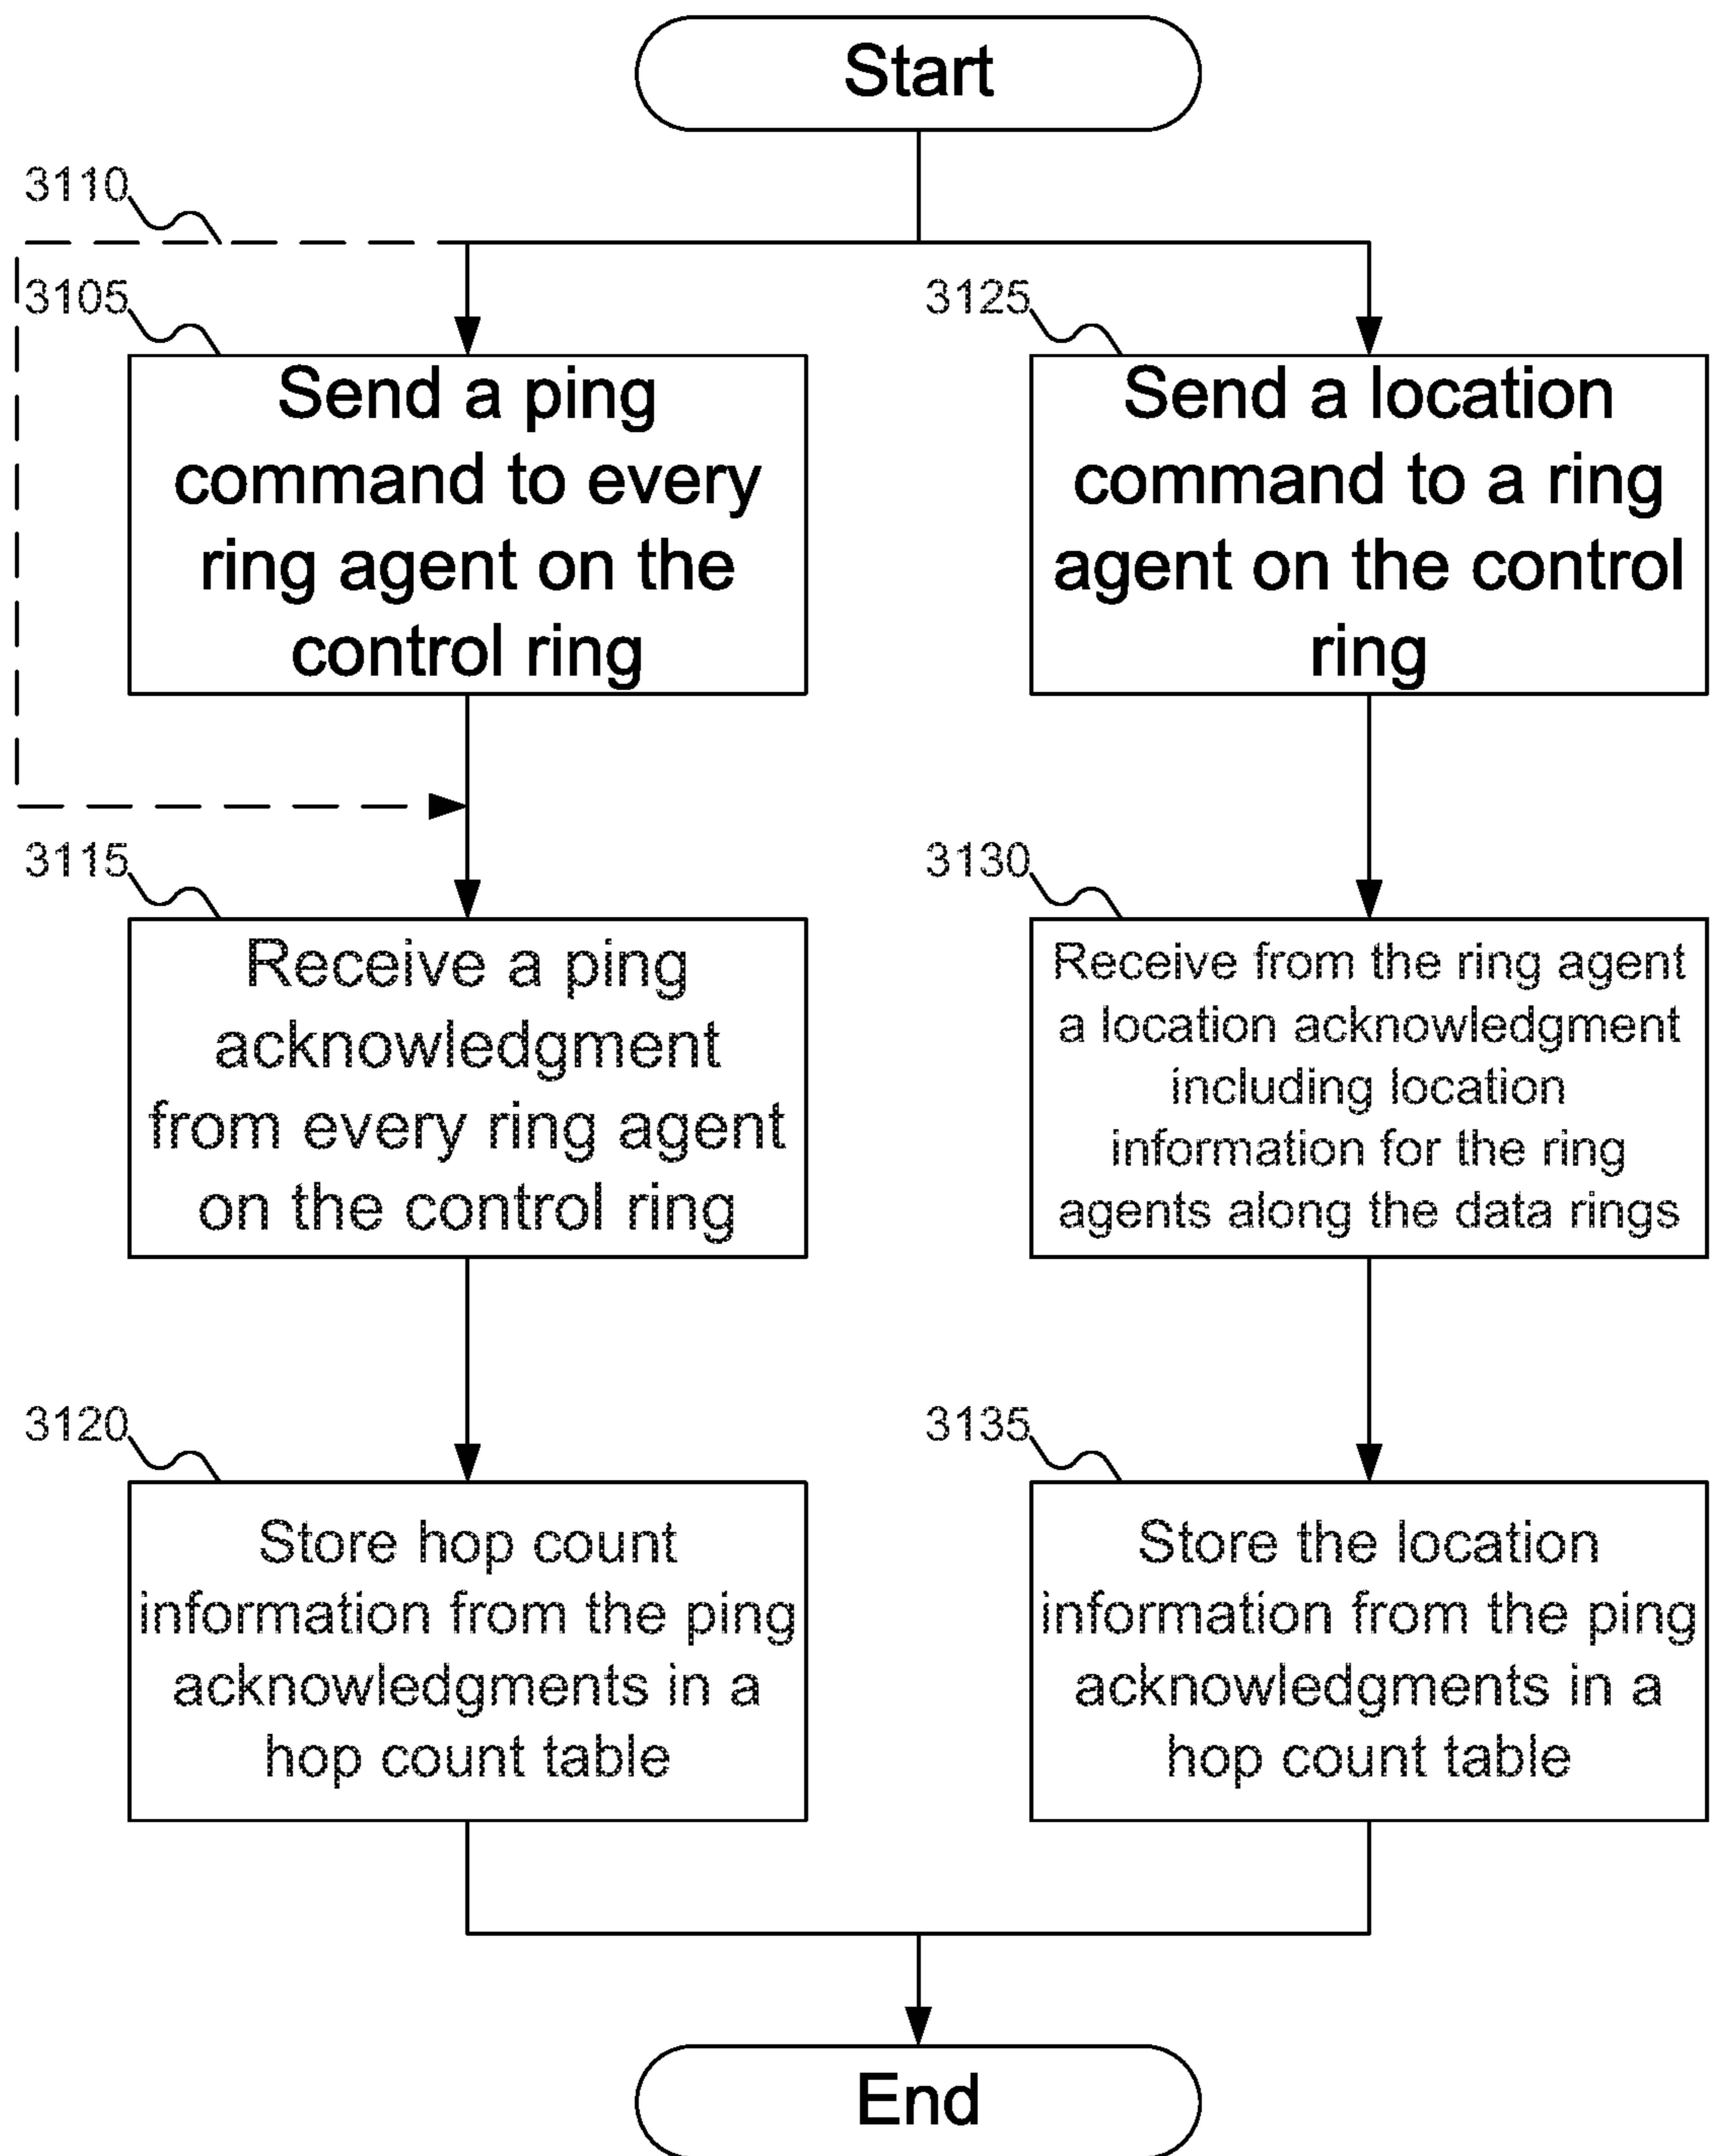 Start
3110
3105
Send a ping
command to every
ring agent on the
control ring
3125
Send a location
command to a ring
agent on the control
ring
3115
Receive a ping
acknowledgment
from every ring agent
on the control ring
3130
Receive from the ring agent
a location acknowledgment
including location
information for the ring
agents along the data rings
3120
Store hop count
information from the ping
acknowledgments in a
hop count table
3135
Store the location
information from the ping
acknowledgments in a
hop count table
End